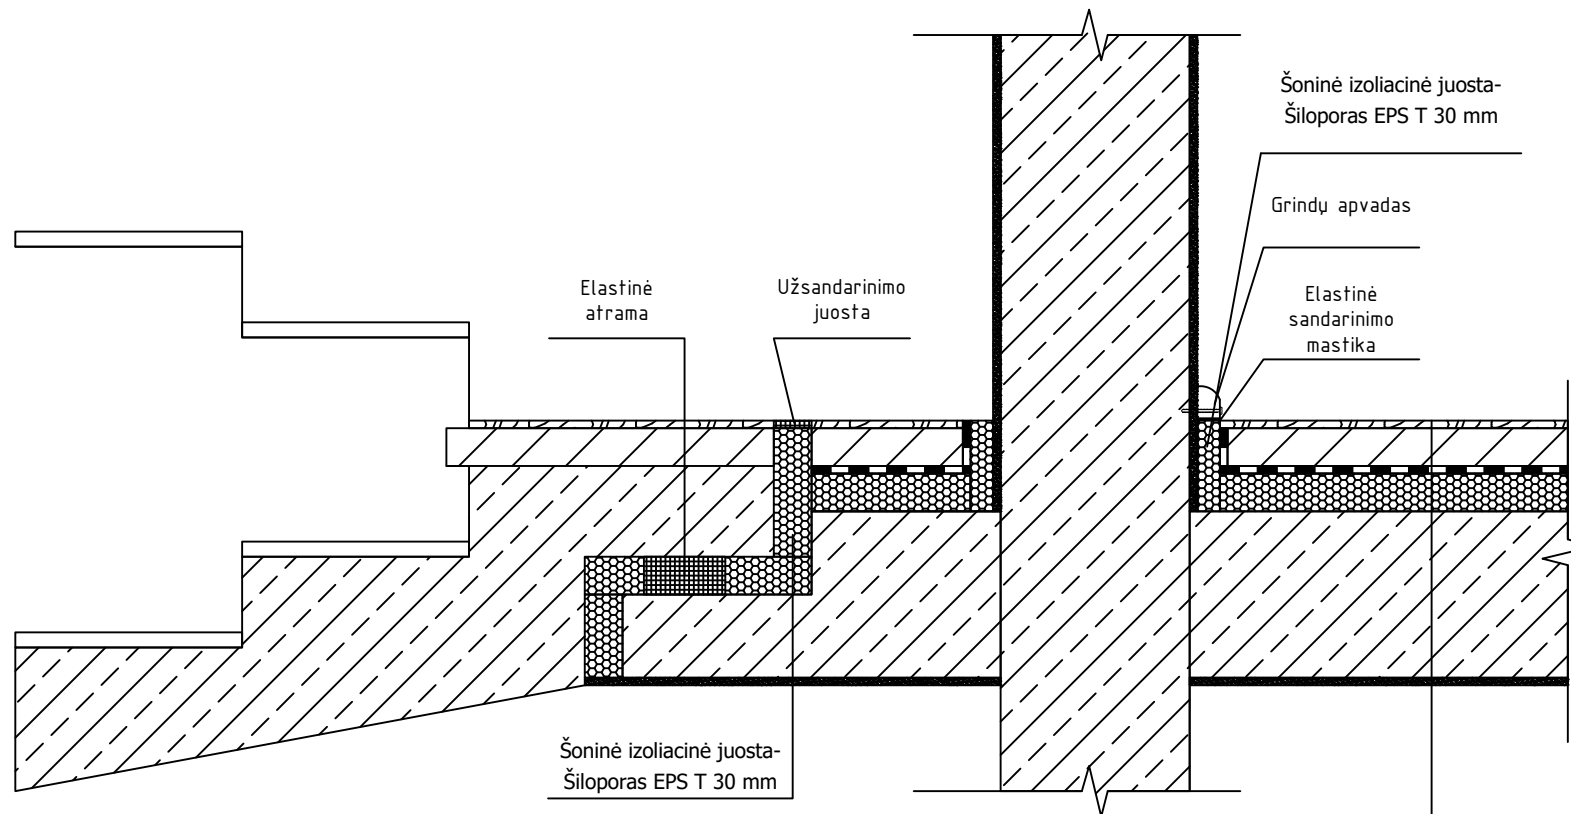 Šoninė izoliacinė juosta-
Šiloporas EPS T 30 mm
Grindų apvadas
Elastinė
sandarinimo
mastika
Elastinė
atrama
Užsandarinimo
juosta
Šoninė izoliacinė juosta-
Šiloporas EPS T 30 mm